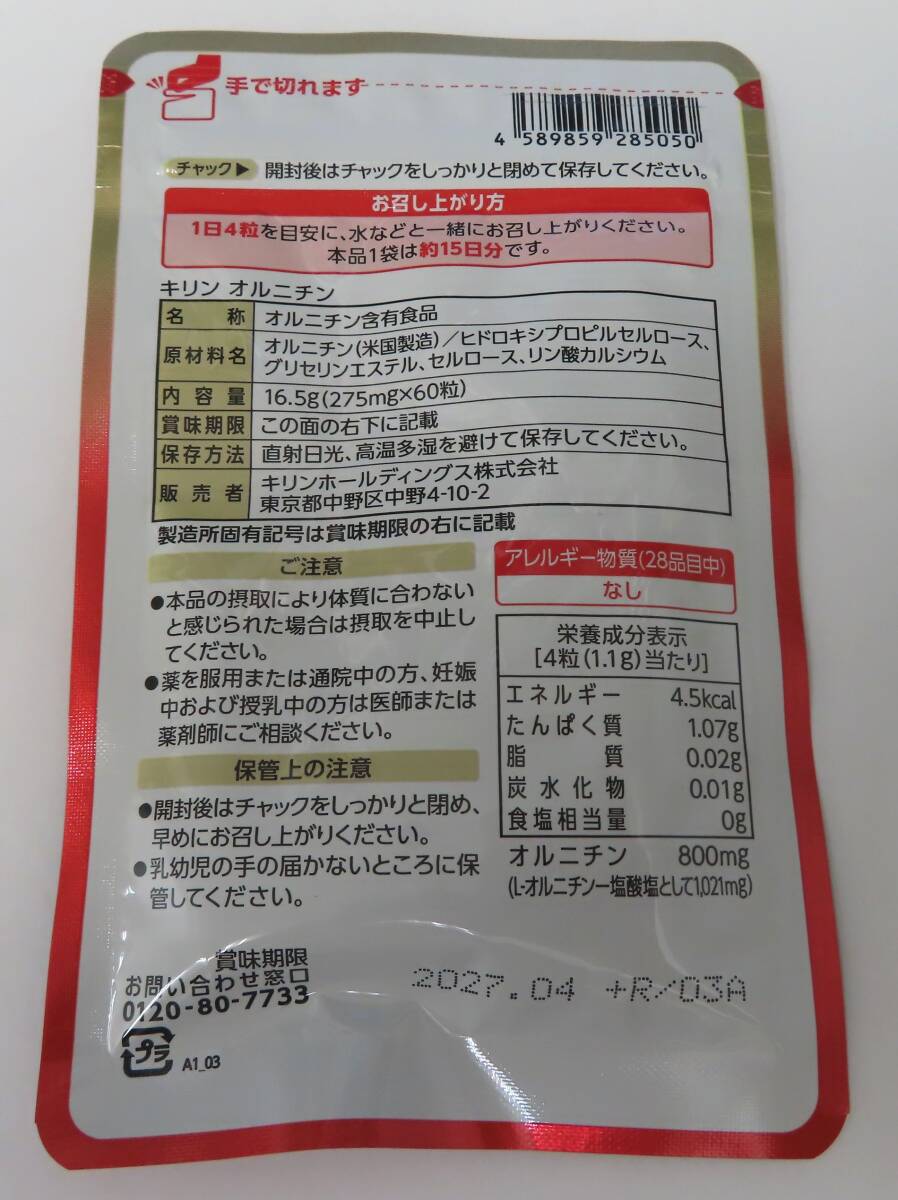 手で切れます
4 589859 285050
チャック▶ 開封後はチャックをしっかりと閉めて保存してください。
お召し上がり方
1日4粒を目安に、水などと一緒にお召し上がりください。
本品1袋は約15日分です。
キリン オルニチン
名称 オルニチン含有食品
原材料名 オルニチン(米国製造)／ヒドロキシプロピルセルロース、
グリセリンエステル、セルロース、リン酸カルシウム
内容量 16.5g(275mg×60粒)
賞味期限 この面の右下に記載
保存方法 直射日光、高温多湿を避けて保存してください。
販売者 キリンホールディングス株式会社
東京都中野区中野4-10-2
製造所固有記号は賞味期限の右に記載
ご注意
●本品の摂取により体質に合わない
と感じられた場合は摂取を中止し
てください。
●薬を服用または通院中の方、妊娠
中および授乳中の方は医師または
薬剤師にご相談ください。
保管上の注意
●開封後はチャックをしっかりと閉め、
早めにお召し上がりください。
●乳幼児の手の届かないところに保
管してください。
アレルギー物質(28品目中)
なし
栄養成分表示
[4粒(1.1g)当たり]
エネルギー 4.5kcal
たんぱく質 1.07g
脂質 0.02g
炭水化物 0.01g
食塩相当量 0g
オルニチン 800mg
(L-オルニチン一塩酸塩として1,021mg)
賞味期限
2027.04 +R/03A
お問い合わせ窓口
0120-80-7733
プラ
A1_03